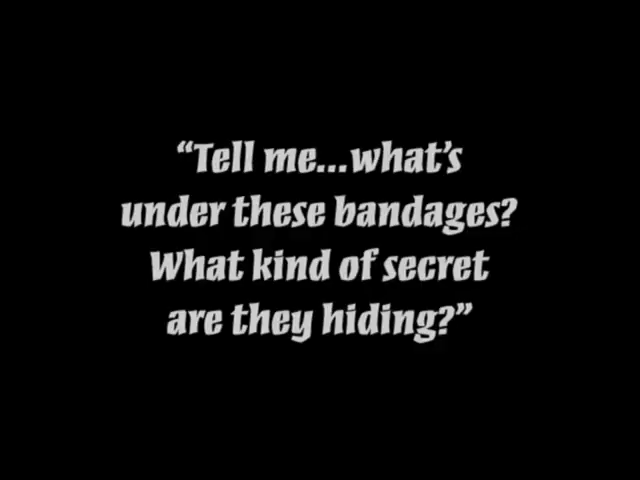 “Tell me...what’s
under these bandages?
What kind of secret
are they hiding?”